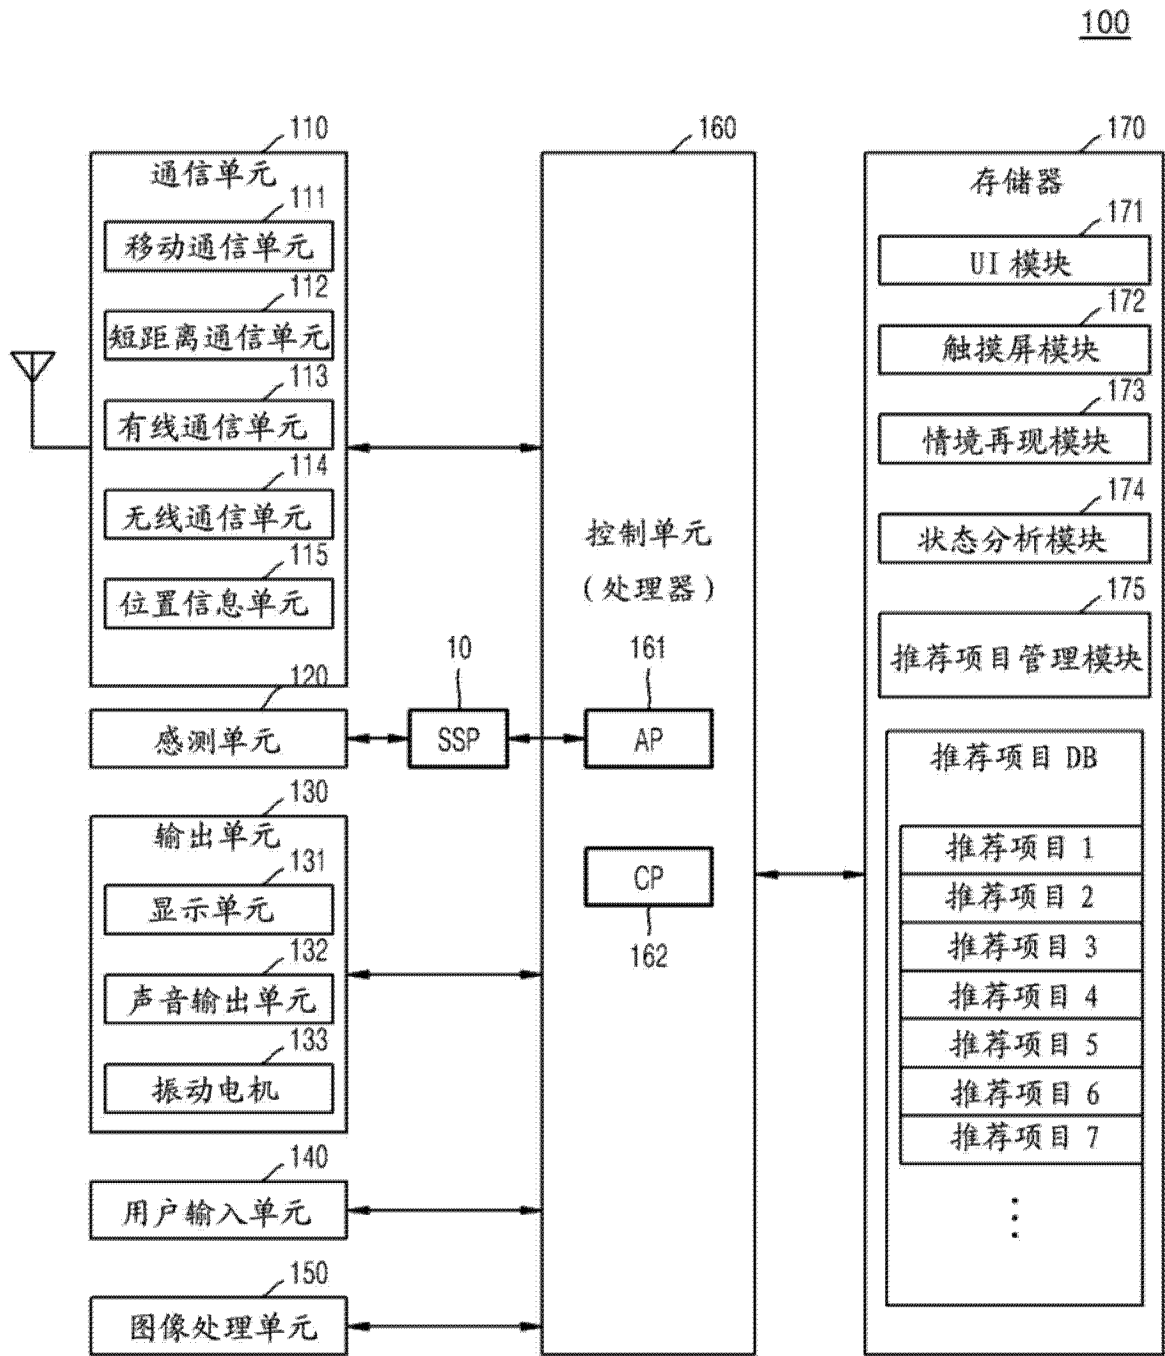 100
110
通信单元
111
移动通信单元
112
短距离通信单元
113
有线通信单元
114
无线通信单元
115
位置信息单元
120
感测单元
10
SSP
130
输出单元
131
显示单元
132
声音输出单元
133
振动电机
140
用户输入单元
150
图像处理单元
160
控制单元
(处理器)
161
AP
CP
162
170
存储器
171
UI 模块
172
触摸屏模块
173
情境再现模块
174
状态分析模块
175
推荐项目管理模块
推荐项目 DB
推荐项目 1
推荐项目 2
推荐项目 3
推荐项目 4
推荐项目 5
推荐项目 6
推荐项目 7
⋮